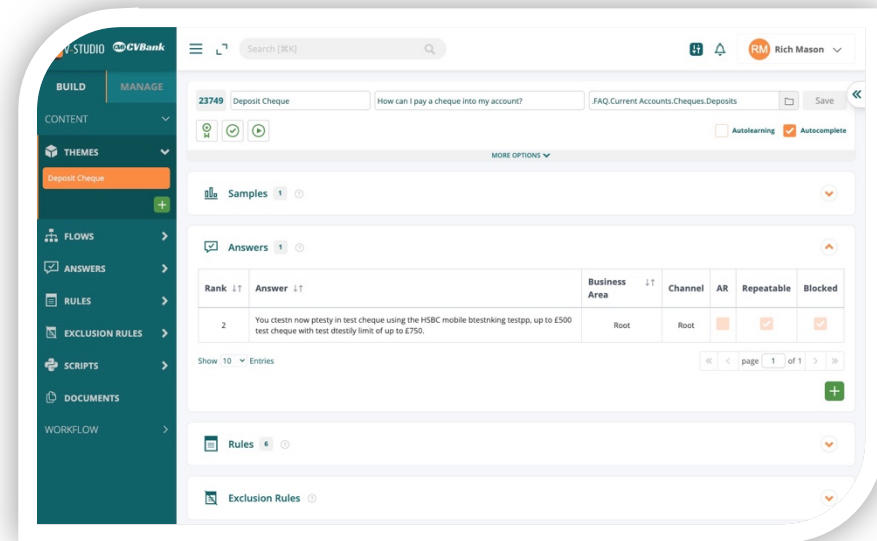 V-STUDIO CVBank
Search [⌘K]
RM Rich Mason
BUILD MANAGE
CONTENT
THEMES
Deposit Cheque
FLOWS
ANSWERS
RULES
EXCLUSION RULES
SCRIPTS
DOCUMENTS
WORKFLOW
23749 Deposit Cheque How can I pay a cheque into my account? .FAQ.Current Accounts.Cheques.Deposits Save
Autolearning Autocomplete
MORE OPTIONS
Samples 1
Answers 1
Rank Answer Business Area Channel AR Repeatable Blocked
2 You ctestn now ptesty in test cheque using the HSBC mobile btestnking testpp, up to £500 Root Root
test cheque with test dtestily limit of up to £750.
Show 10 Entries page 1 of 1
Rules 6
Exclusion Rules